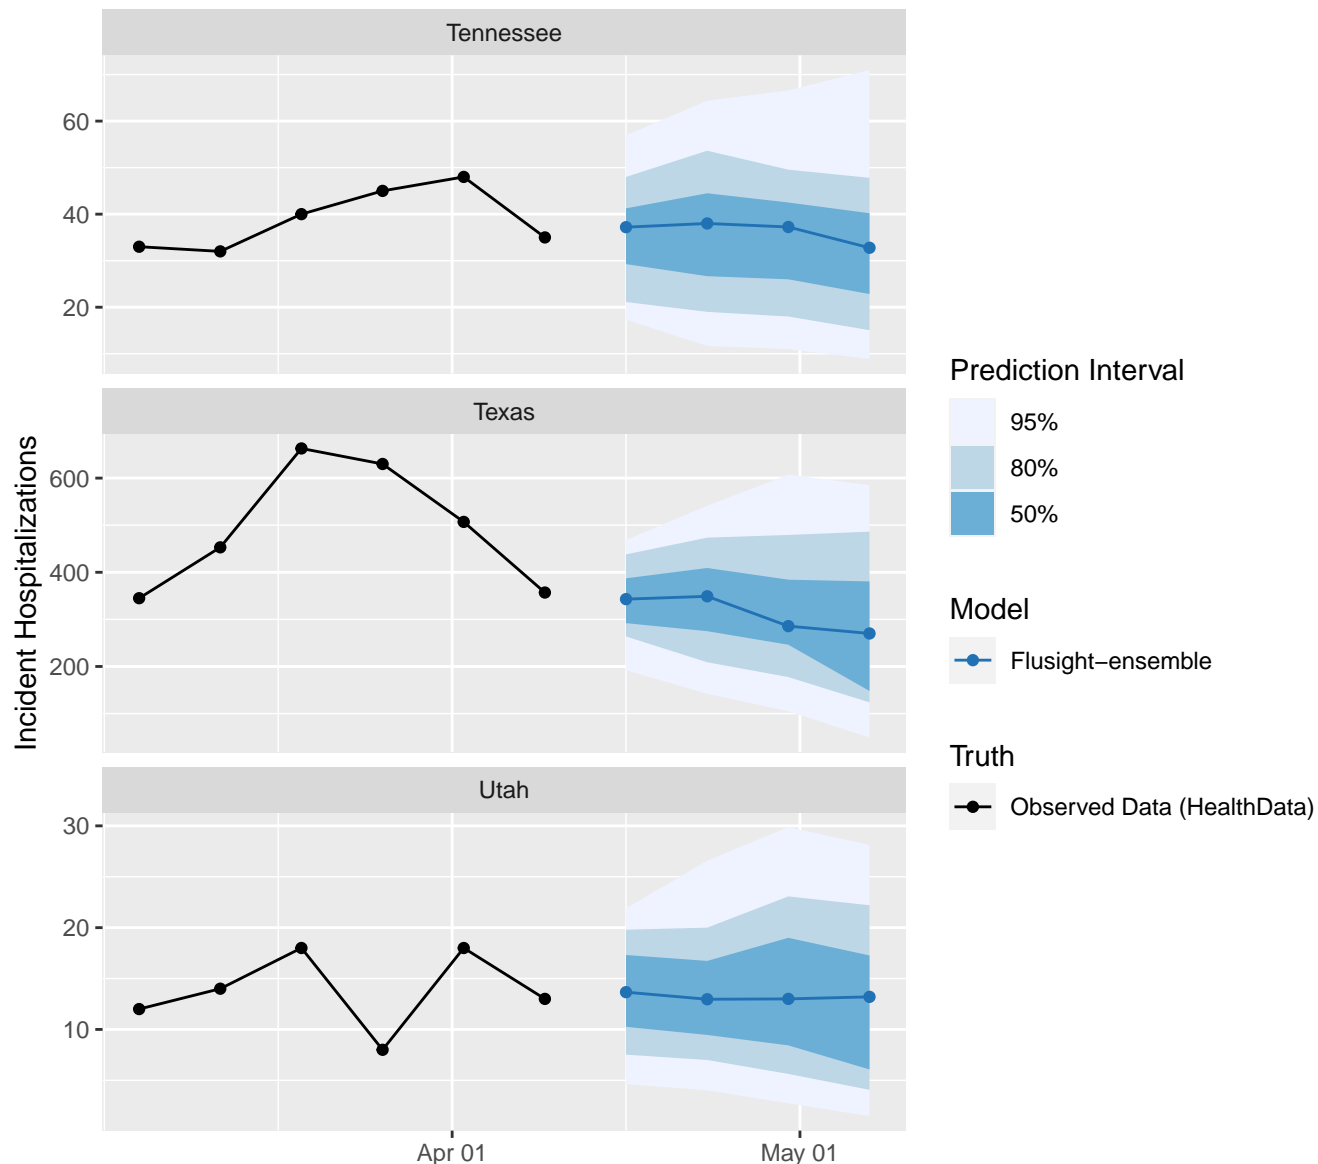 Tennessee
60
40
20
Texas
Incident Hospitalizations
600
400
200
Utah
30
20
10
Apr 01
May 01
Prediction Interval
95%
80%
50%
Model
Flusight−ensemble
Truth
Observed Data (HealthData)